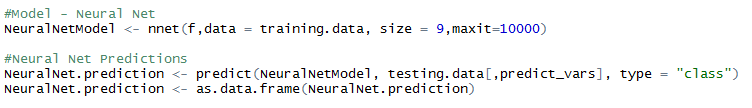 #Model - Neural Net
NeuralNetModel <- nnet(f,data = training.data, size = 9,maxit=10000)
#Neural Net Predictions
NeuralNet.prediction <- predict(NeuralNetModel, testing.data[,predict_vars], type = "class")
NeuralNet.prediction <- as.data.frame(NeuralNet.prediction)